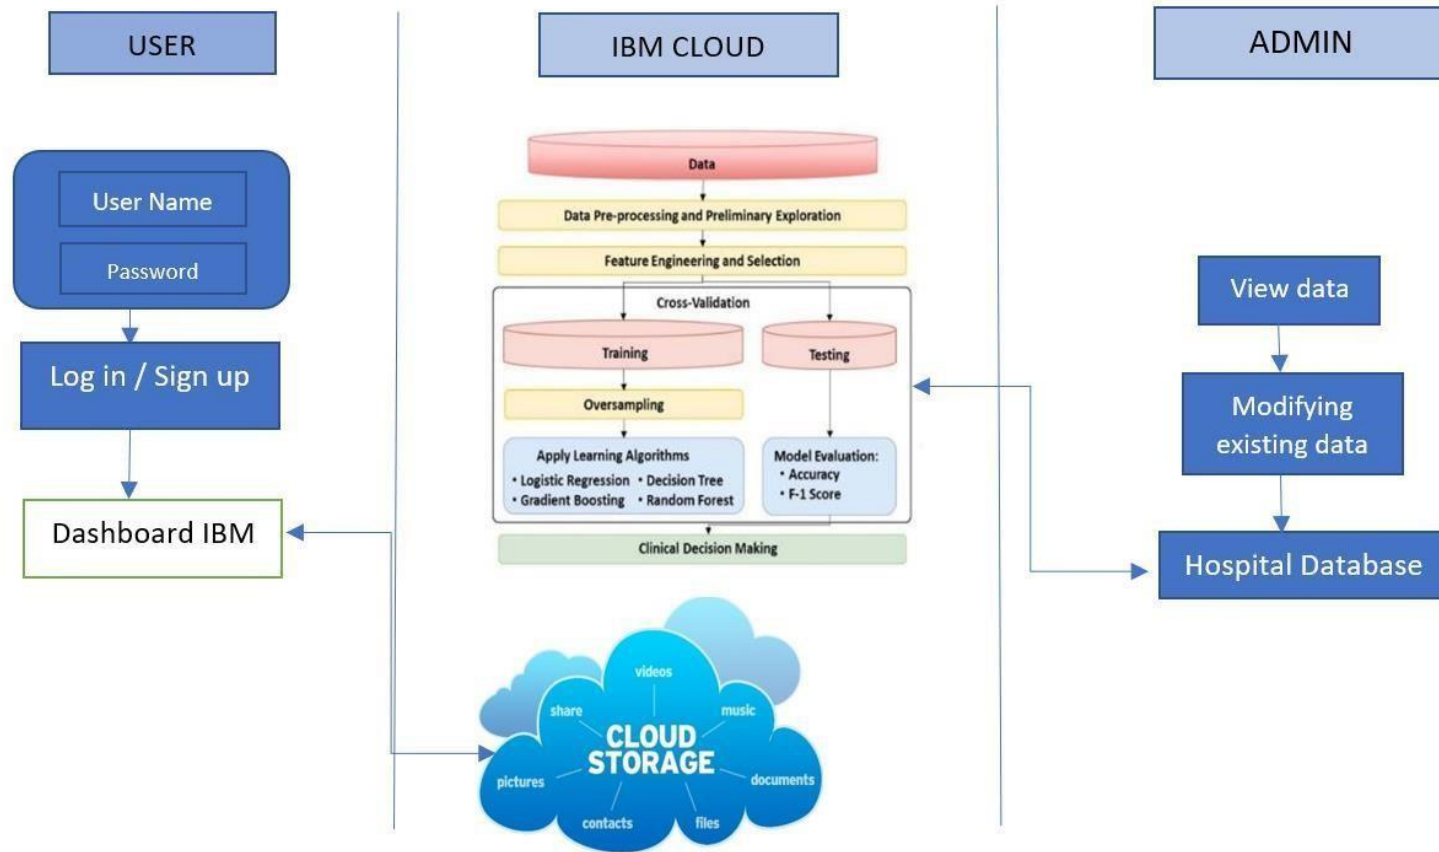 USER
User Name
Password
Log in / Sign up
Dashboard IBM
IBM CLOUD
Data
Data Pre-processing and Preliminary Exploration
Feature Engineering and Selection
Cross-Validation
Training
Testing
Oversampling
Apply Learning Algorithms
• Logistic Regression • Decision Tree
• Gradient Boosting • Random Forest
Model Evaluation:
• Accuracy
• F-1 Score
Clinical Decision Making
videos
share
music
CLOUD
STORAGE
pictures
documents
contacts
files
ADMIN
View data
Modifying
existing data
Hospital Database